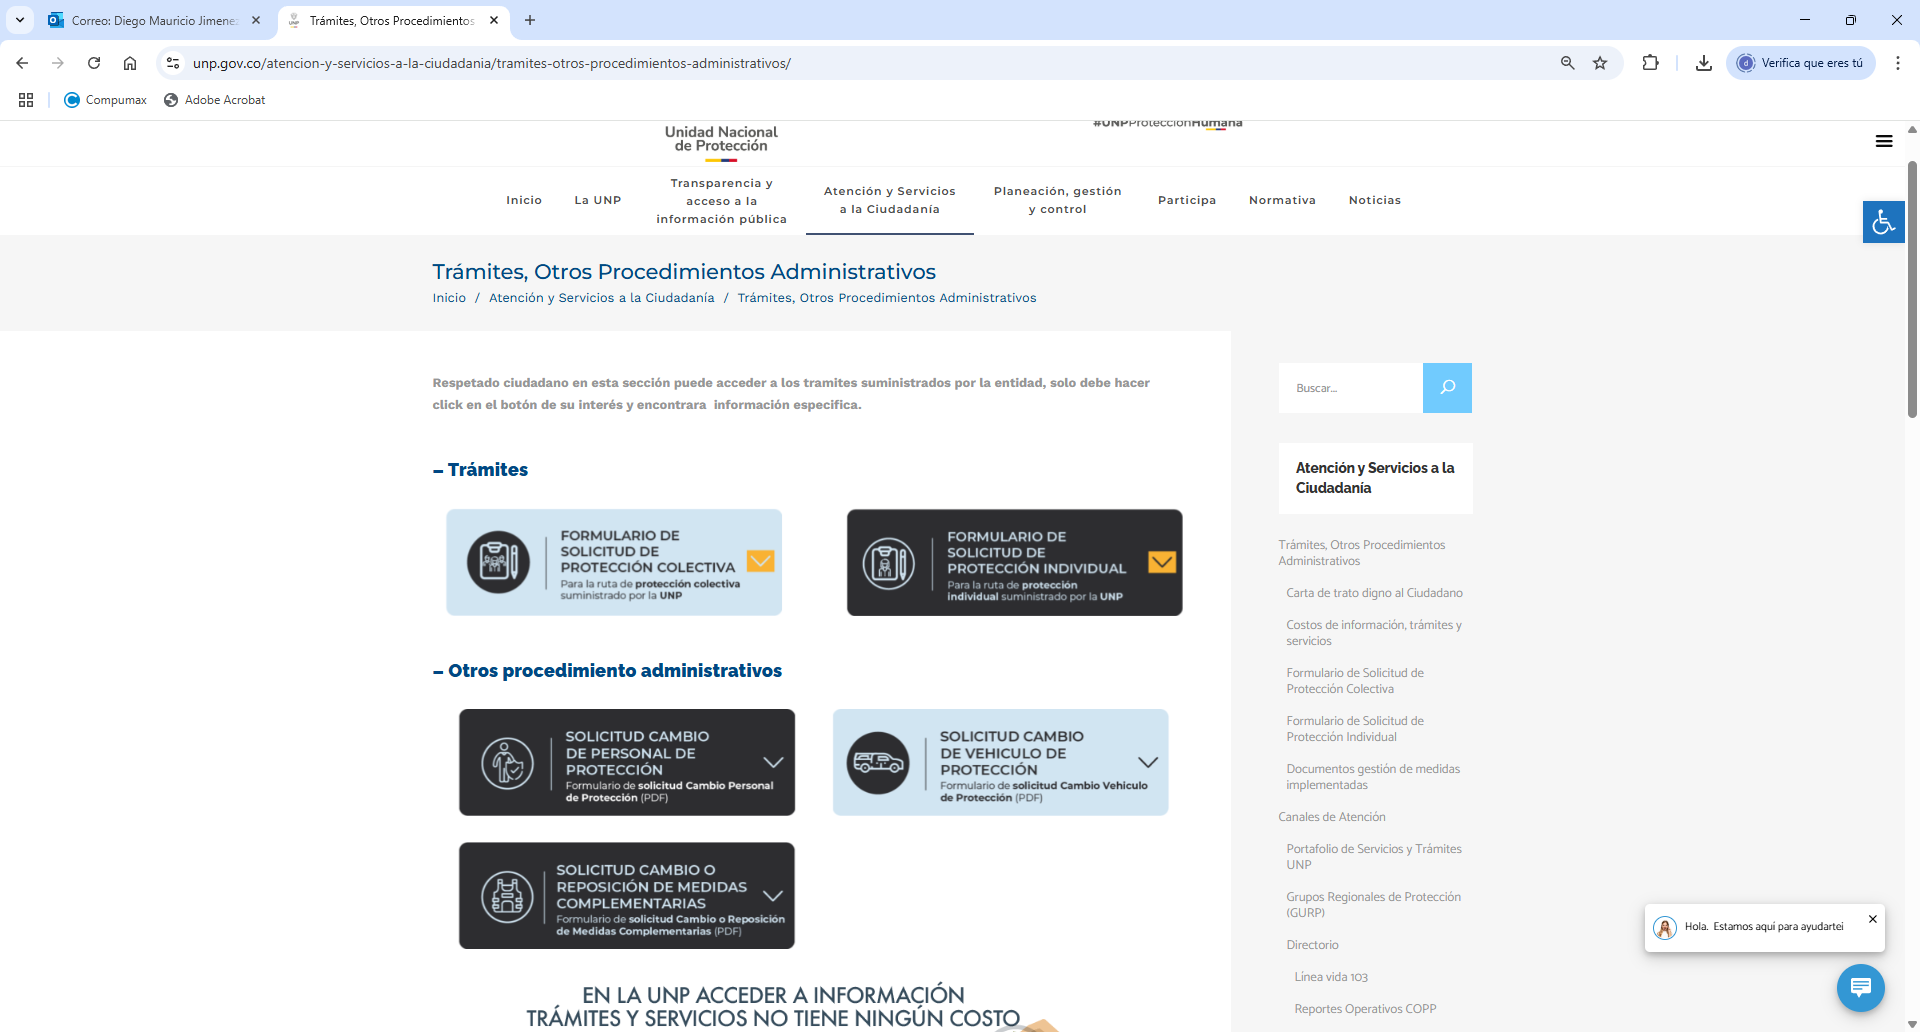 Correo: Diego Mauricio Jimenez
Trámites, Otros Procedimientos
unp.gov.co/atencion-y-servicios-a-la-ciudadania/tramites-otros-procedimientos-administrativos/
Verifica que eres tú
Compumax
Adobe Acrobat
Unidad Nacional
de Protección
#UNPProtecciónHumana
Inicio
La UNP
Transparencia y
acceso a la
información pública
Atención y Servicios
a la Ciudadanía
Planeación, gestión
y control
Participa
Normativa
Noticias
Trámites, Otros Procedimientos Administrativos
Inicio / Atención y Servicios a la Ciudadanía / Trámites, Otros Procedimientos Administrativos
Respetado ciudadano en esta sección puede acceder a los tramites suministrados por la entidad, solo debe hacer
click en el botón de su interés y encontrara información especifica.
– Trámites
FORMULARIO DE
SOLICITUD DE
PROTECCIÓN COLECTIVA
Para la ruta de protección colectiva
suministrado por la UNP
FORMULARIO DE
SOLICITUD DE
PROTECCIÓN INDIVIDUAL
Para la ruta de protección
individual suministrado por la UNP
– Otros procedimiento administrativos
SOLICITUD CAMBIO
DE PERSONAL DE
PROTECCIÓN
Formulario de solicitud Cambio Personal
de Protección (PDF)
SOLICITUD CAMBIO
DE VEHICULO DE
PROTECCIÓN
Formulario de solicitud Cambio Vehiculo
de Protección (PDF)
SOLICITUD CAMBIO O
REPOSICIÓN DE MEDIDAS
COMPLEMENTARIAS
Formulario de solicitud Cambio o Reposición
de Medidas Complementarias (PDF)
EN LA UNP ACCEDER A INFORMACIÓN
TRÁMITES Y SERVICIOS NO TIENE NINGÚN COSTO
Buscar...
Atención y Servicios a la
Ciudadanía
Trámites, Otros Procedimientos
Administrativos
Carta de trato digno al Ciudadano
Costos de información, trámites y
servicios
Formulario de Solicitud de
Protección Colectiva
Formulario de Solicitud de
Protección Individual
Documentos gestión de medidas
implementadas
Canales de Atención
Portafolio de Servicios y Trámites
UNP
Grupos Regionales de Protección
(GURP)
Directorio
Línea vida 103
Reportes Operativos COPP
Hola. Estamos aquí para ayudarte¡